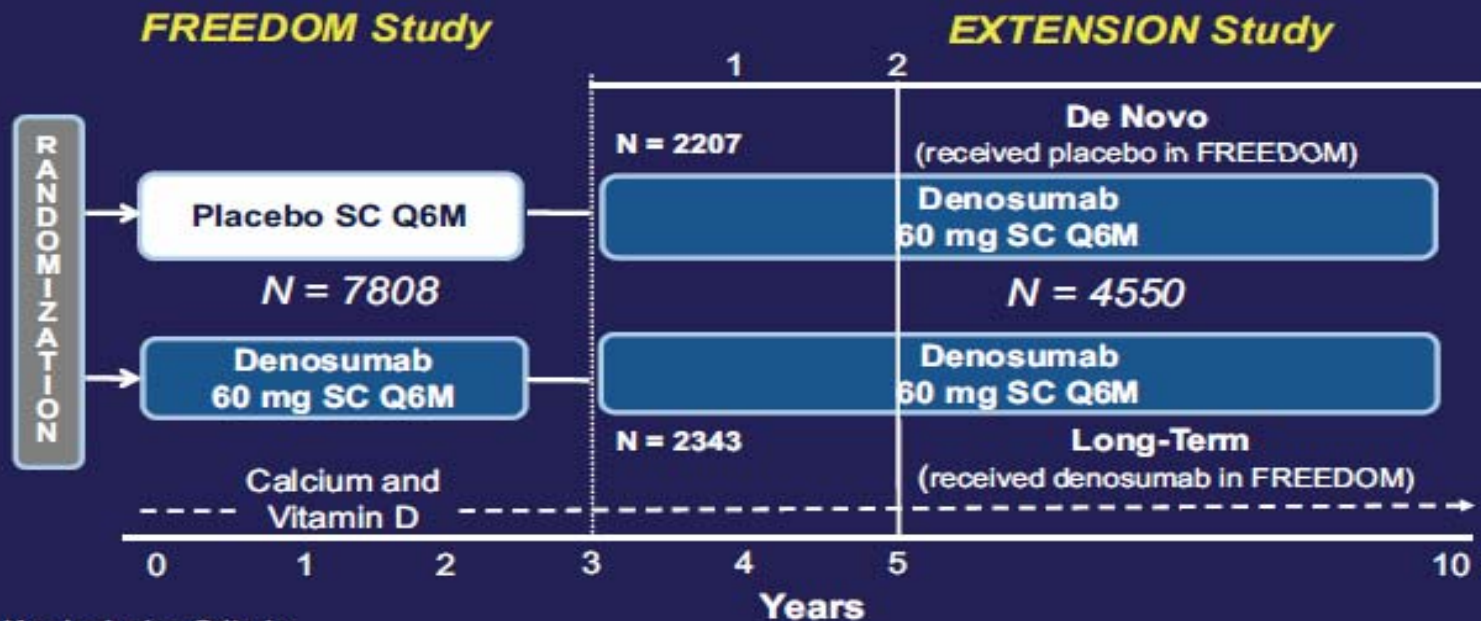 FREEDOM Study
EXTENSION Study
1 2
RANDOMIZATION
N = 2207
De Novo
(received placebo in FREEDOM)
Placebo SC Q6M
Denosumab
60 mg SC Q6M
N = 7808
N = 4550
Denosumab
60 mg SC Q6M
Denosumab
60 mg SC Q6M
N = 2343
Long-Term
(received denosumab in FREEDOM)
Calcium and
Vitamin D
0 1 2 3 4 5 10
Years